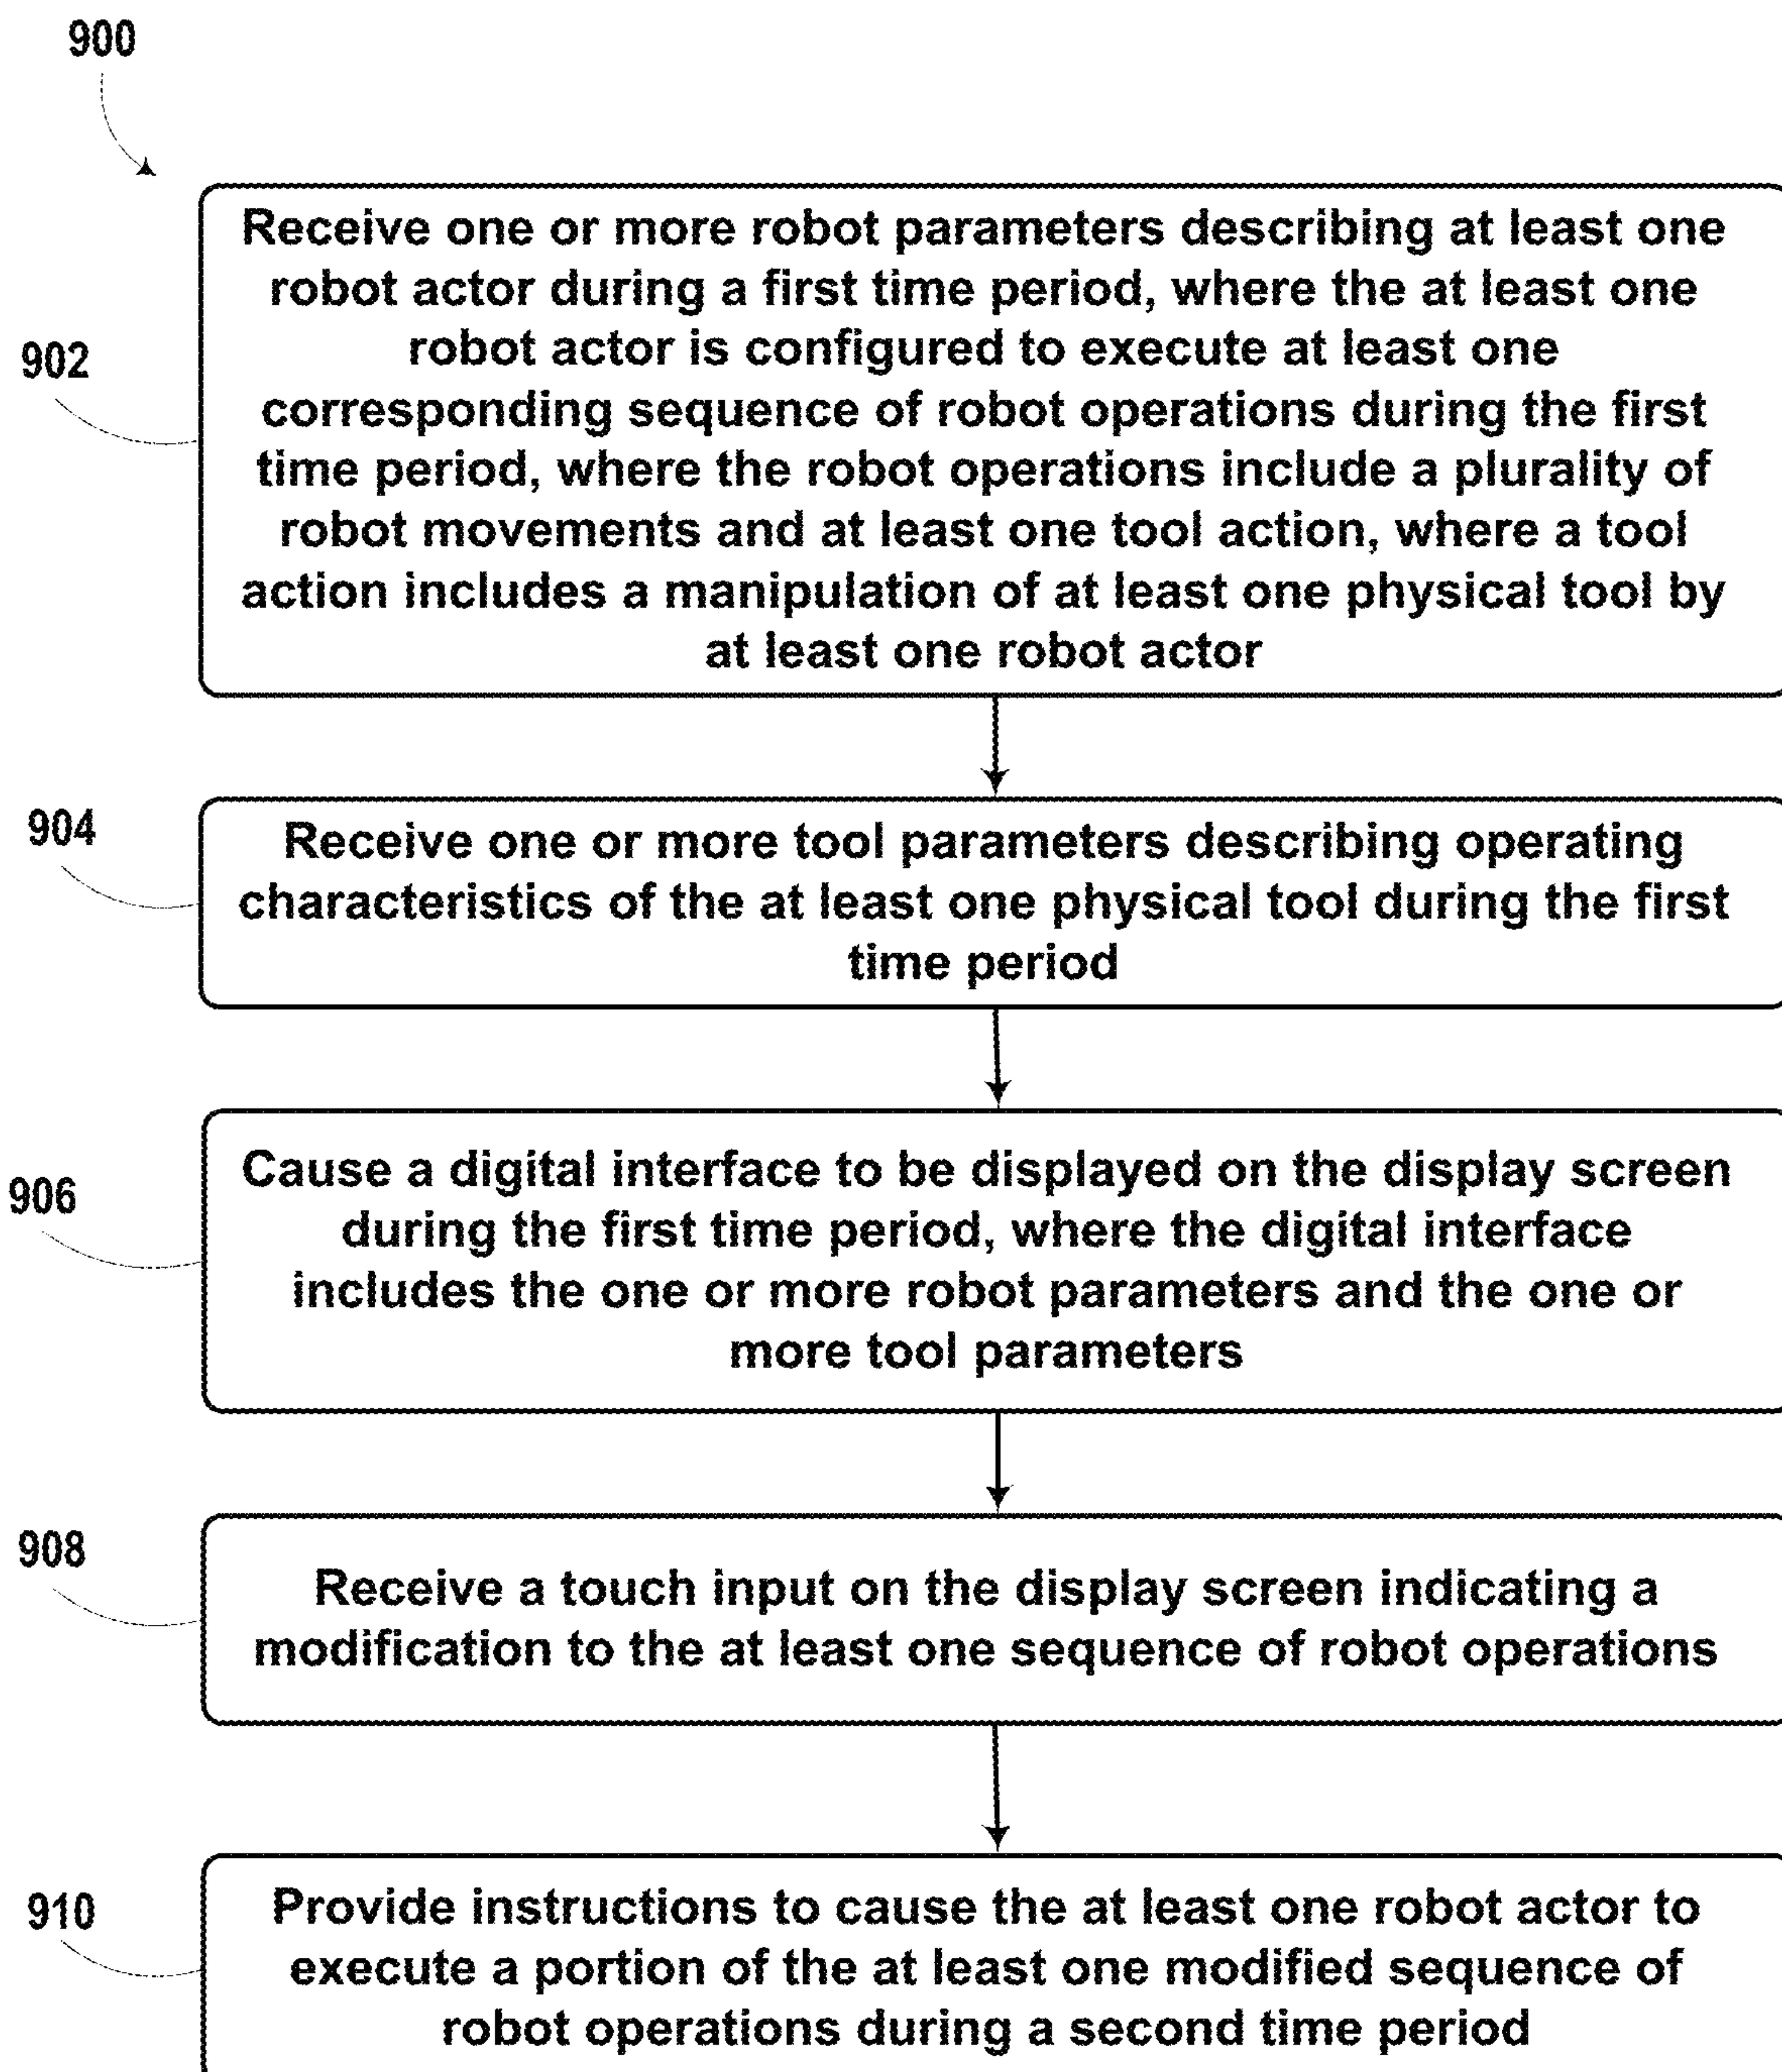 900
902
Receive one or more robot parameters describing at least one
robot actor during a first time period, where the at least one
robot actor is configured to execute at least one
corresponding sequence of robot operations during the first
time period, where the robot operations include a plurality of
robot movements and at least one tool action, where a tool
action includes a manipulation of at least one physical tool by
at least one robot actor
904
Receive one or more tool parameters describing operating
characteristics of the at least one physical tool during the first
time period
906
Cause a digital interface to be displayed on the display screen
during the first time period, where the digital interface
includes the one or more robot parameters and the one or
more tool parameters
908
Receive a touch input on the display screen indicating a
modification to the at least one sequence of robot operations
910
Provide instructions to cause the at least one robot actor to
execute a portion of the at least one modified sequence of
robot operations during a second time period